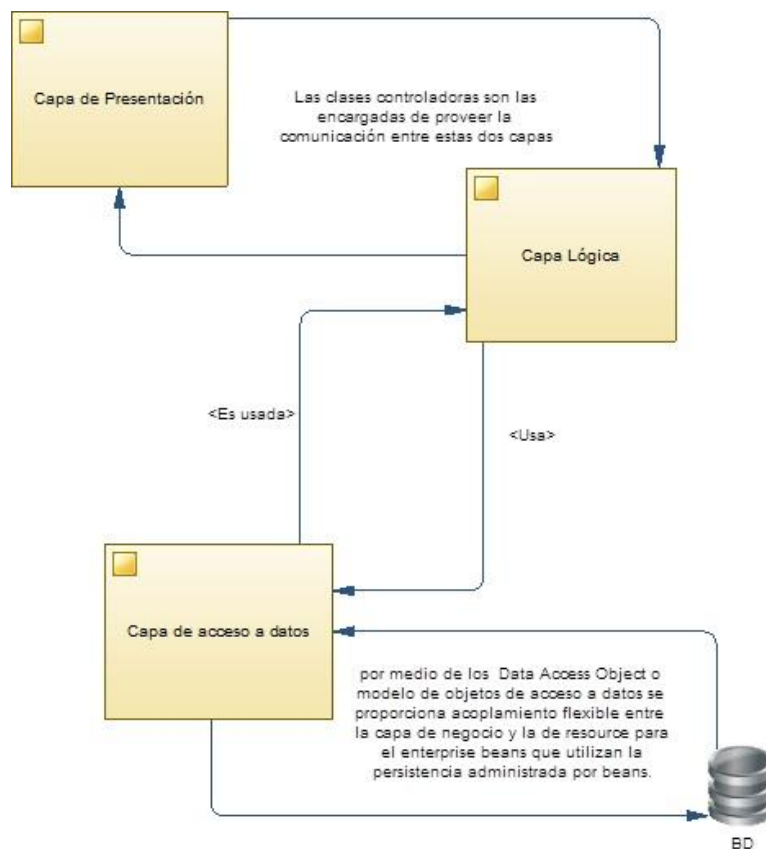 Capa de Presentación
Las clases controladoras son las
encargadas de proveer la
comunicación entre estas dos capas
Capa Lógica
<Es usada>
<Usa>
Capa de acceso a datos
por medio de los Data Access Object o
modelo de objetos de acceso a datos se
proporciona acoplamiento flexible entre
la capa de negocio y la de resource para
el enterprise beans que utilizan la
persistencia administrada por beans.
BD